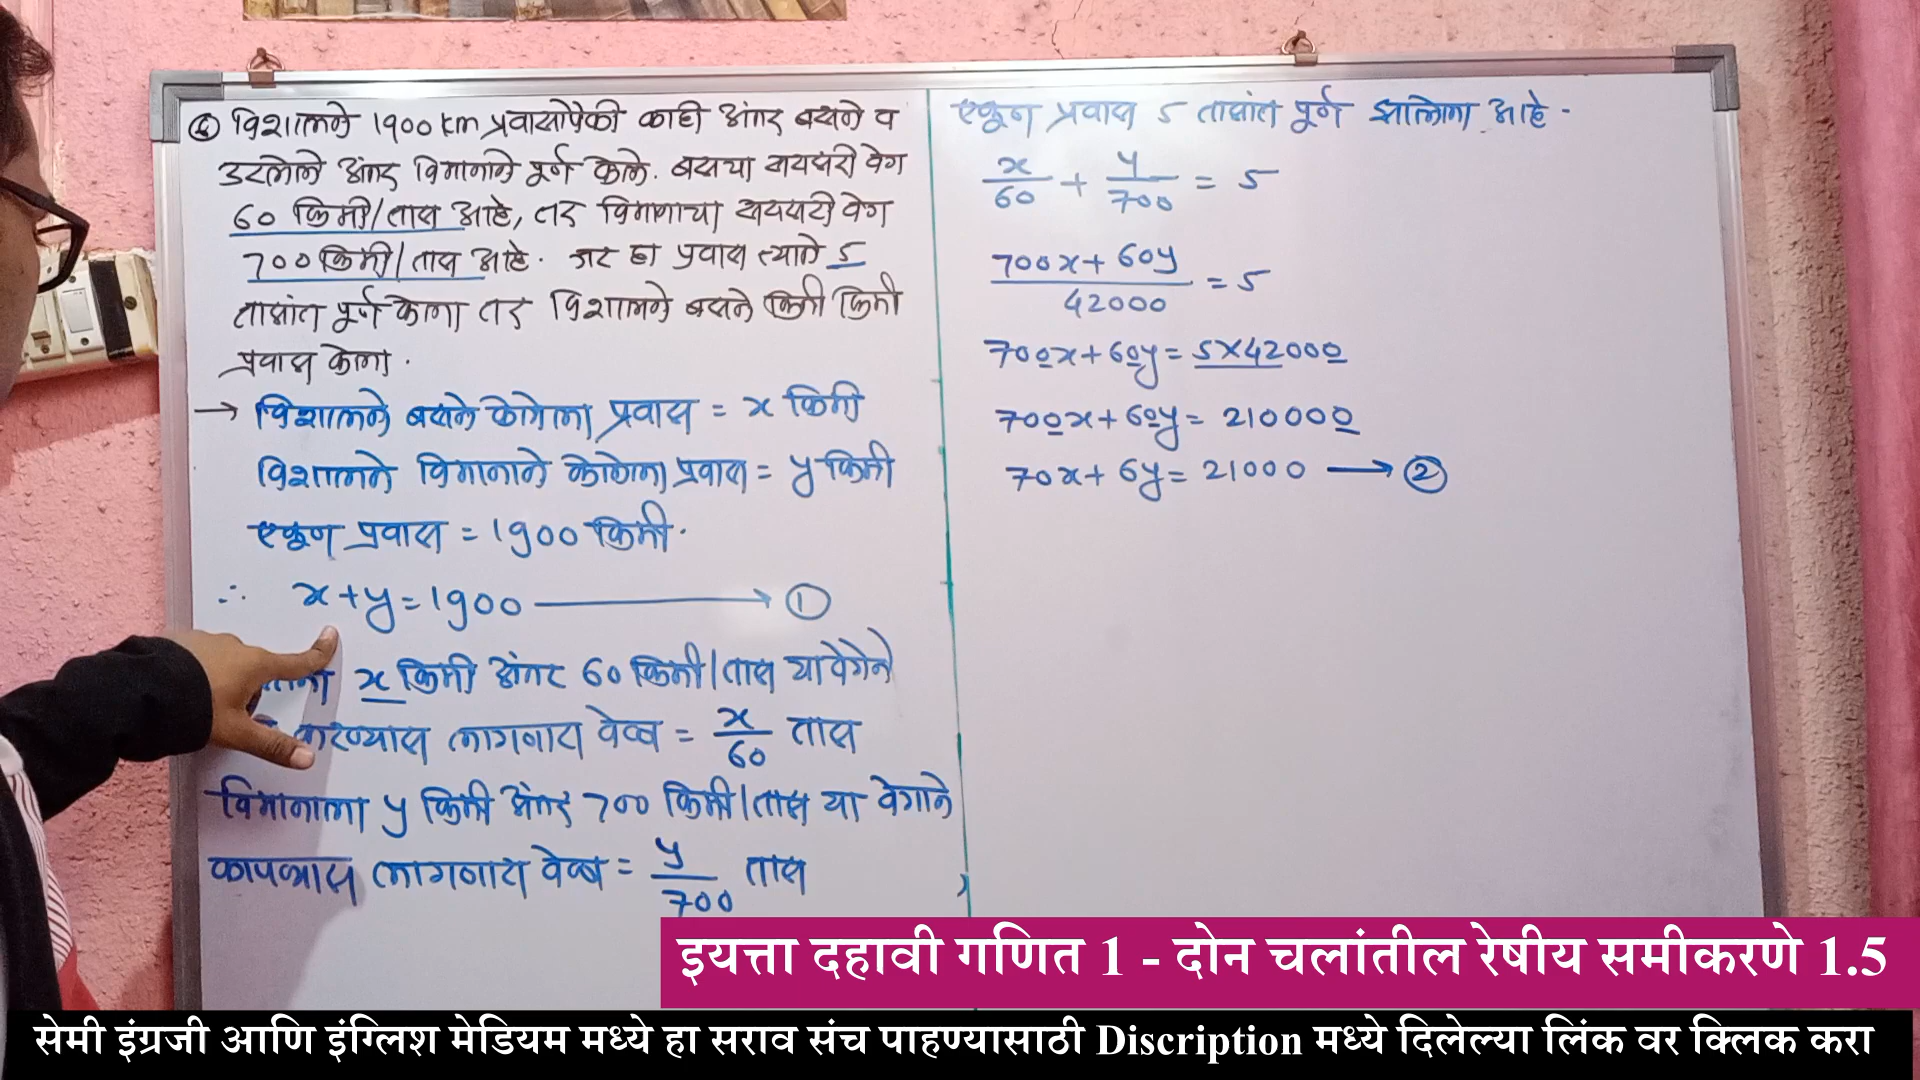 ④ विशालने 1900 km प्रवासापैकी काही अंतर बसने व
उरलेले अंतर विमानाने पूर्ण केले. बसचा सरासरी वेग
60 किमी/तास आहे, तर विमानाचा सरासरी वेग
700 किमी/तास आहे. जर हा प्रवास त्याने 5
तासांत पूर्ण केला तर विशालने बसने किती किमी
प्रवास केला.
→ विशालने बसने केलेला प्रवास = x किमी
विशालने विमानाने केलेला प्रवास = y किमी
एकूण प्रवास = 1900 किमी.
∴ x+y=1900 → ①
x किमी अंतर 60 किमी/तास या वेगाने
लागणारा वेळ = x/60 तास
विमानाला y किमी अंतर 700 किमी/तास या वेगाने
कापण्यास लागणारा वेळ = y/700 तास
एकूण प्रवास 5 तासांत पूर्ण झालेला आहे.
x/60 + y/700 = 5
700x + 60y / 42000 = 5
700x + 60y = 5×42000
700x + 60y = 210000
70x + 6y = 21000 → ②
इयत्ता दहावी गणित 1 - दोन चलांतील रेषीय समीकरणे 1.5
सेमी इंग्रजी आणि इंग्लिश मेडियम मध्ये हा सराव संच पाहण्यासाठी Discription मध्ये दिलेल्या लिंक वर क्लिक करा